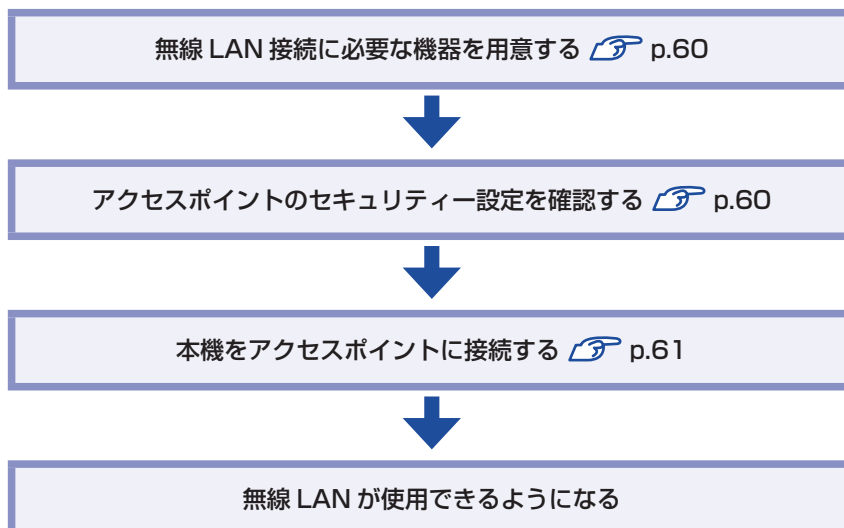 無線 LAN 接続に必要な機器を用意する p.60
アクセスポイントのセキュリティー設定を確認する p.60
本機をアクセスポイントに接続する p.61
無線 LAN が使用できるようになる